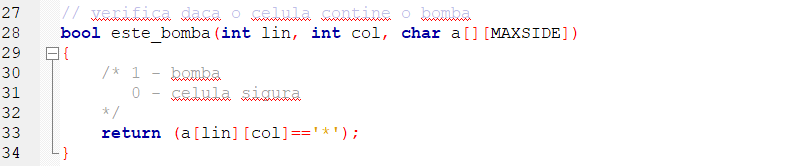 27 // verifica daca o celula contine o bomba
28 bool este_bomba(int lin, int col, char a[][MAXSIDE])
29 {
30 /* 1 - bomba
31 0 - celula sigura
32 */
33 return (a[lin][col]=='*');
34 }